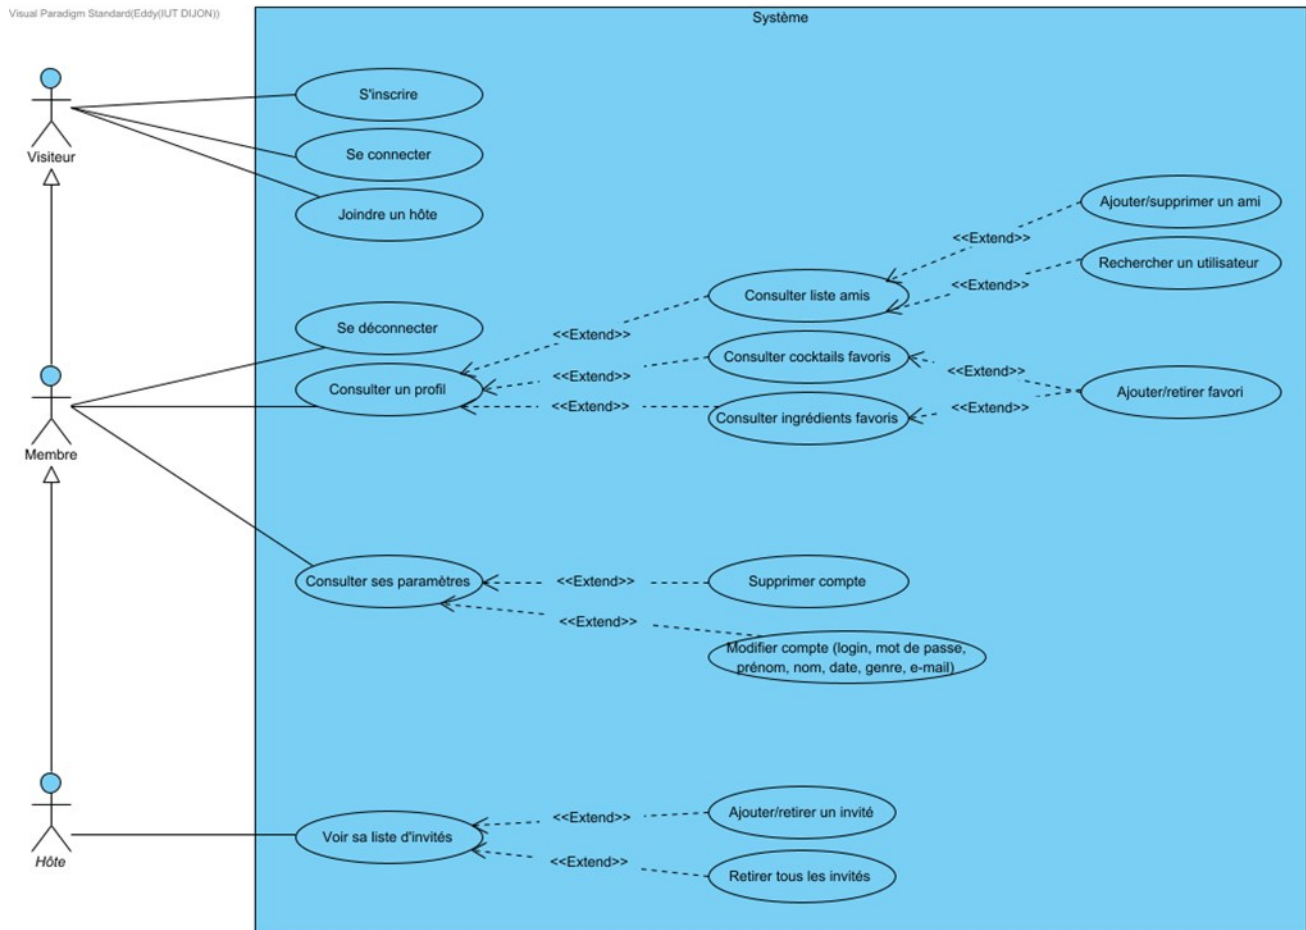 Visual Paradigm Standard(Eddy(IUT DIJON))
Système
S'inscrire
Se connecter
Visiteur
Joindre un hôte
Ajouter/supprimer un ami
<<Extend>>
Rechercher un utilisateur
<<Extend>>
Consulter liste amis
Se déconnecter
<<Extend>>
Consulter cocktails favoris
<<Extend>>
<<Extend>>
Consulter un profil
Ajouter/retirer favori
<<Extend>>
<<Extend>>
Consulter ingrédients favoris
Membre
Consulter ses paramètres
<<Extend>>
Supprimer compte
<<Extend>>
Modifier compte (login, mot de passe,
prénom, nom, date, genre, e-mail)
<<Extend>>
Ajouter/retirer un invité
Voir sa liste d'invités
Hôte
<<Extend>>
Retirer tous les invités